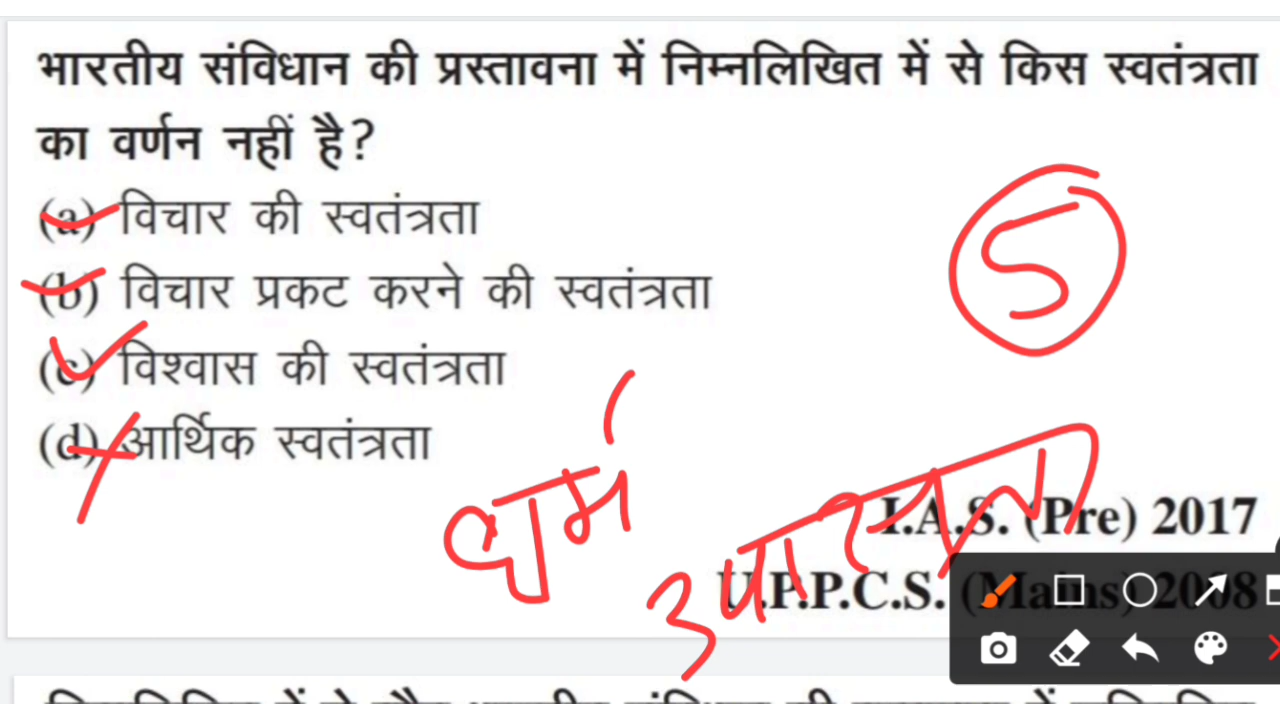 भारतीय संविधान की प्रस्तावना में निम्नलिखित में से किस स्वतंत्रता
का वर्णन नहीं है?
(a) विचार की स्वतंत्रता
(b) विचार प्रकट करने की स्वतंत्रता
(c) विश्वास की स्वतंत्रता
(d) आर्थिक स्वतंत्रता
5
धर्म
उपासना
I.A.S. (Pre) 2017
U.P.P.C.S. (Mains) 2008